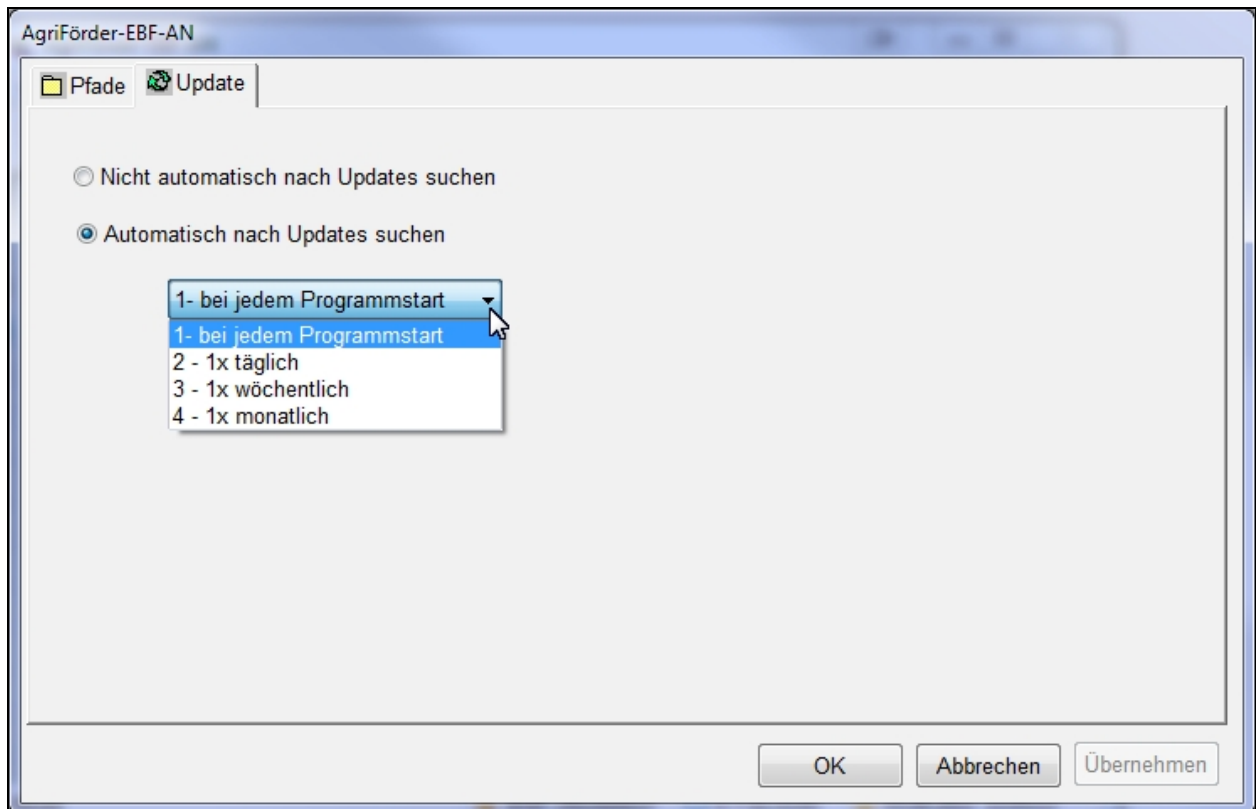 AgriFörder-EBF-AN
Pfade Update
Nicht automatisch nach Updates suchen
Automatisch nach Updates suchen
1- bei jedem Programmstart
1- bei jedem Programmstart
2 - 1x täglich
3 - 1x wöchentlich
4 - 1x monatlich
OK Abbrechen Übernehmen